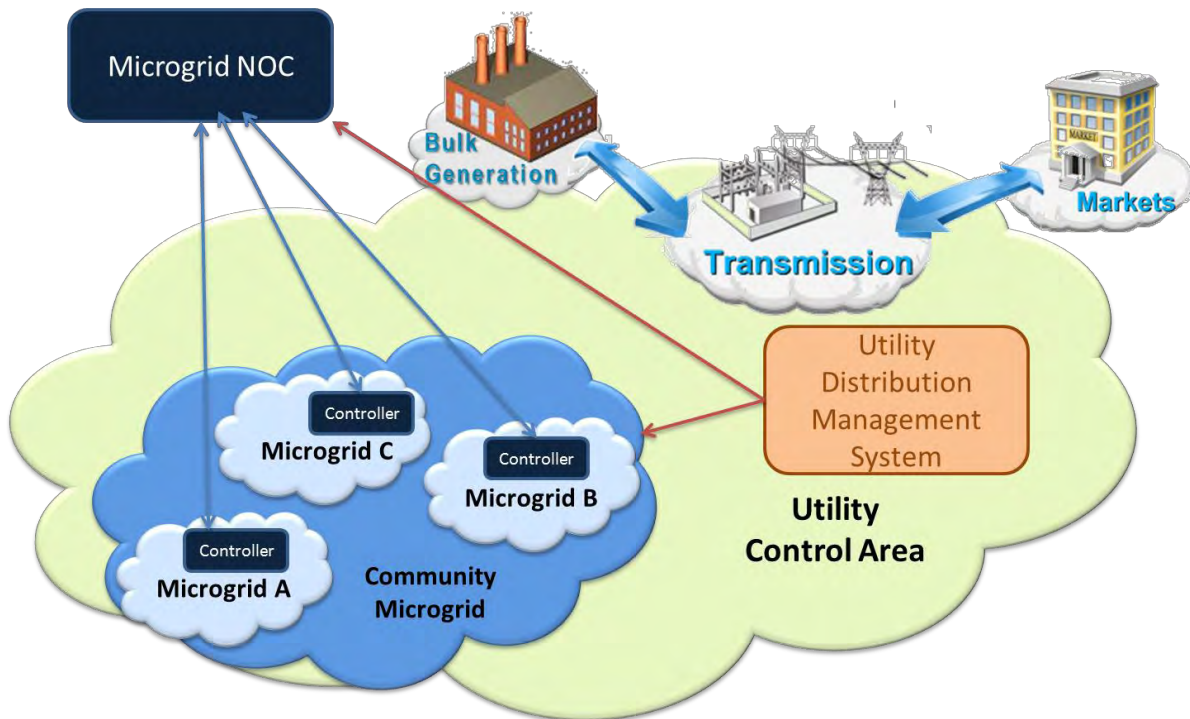 Microgrid NOC
Bulk
Generation
MARKET
Markets
Transmission
Utility
Distribution
Management
System
Controller
Microgrid C
Controller
Microgrid B
Utility
Control Area
Controller
Microgrid A
Community
Microgrid